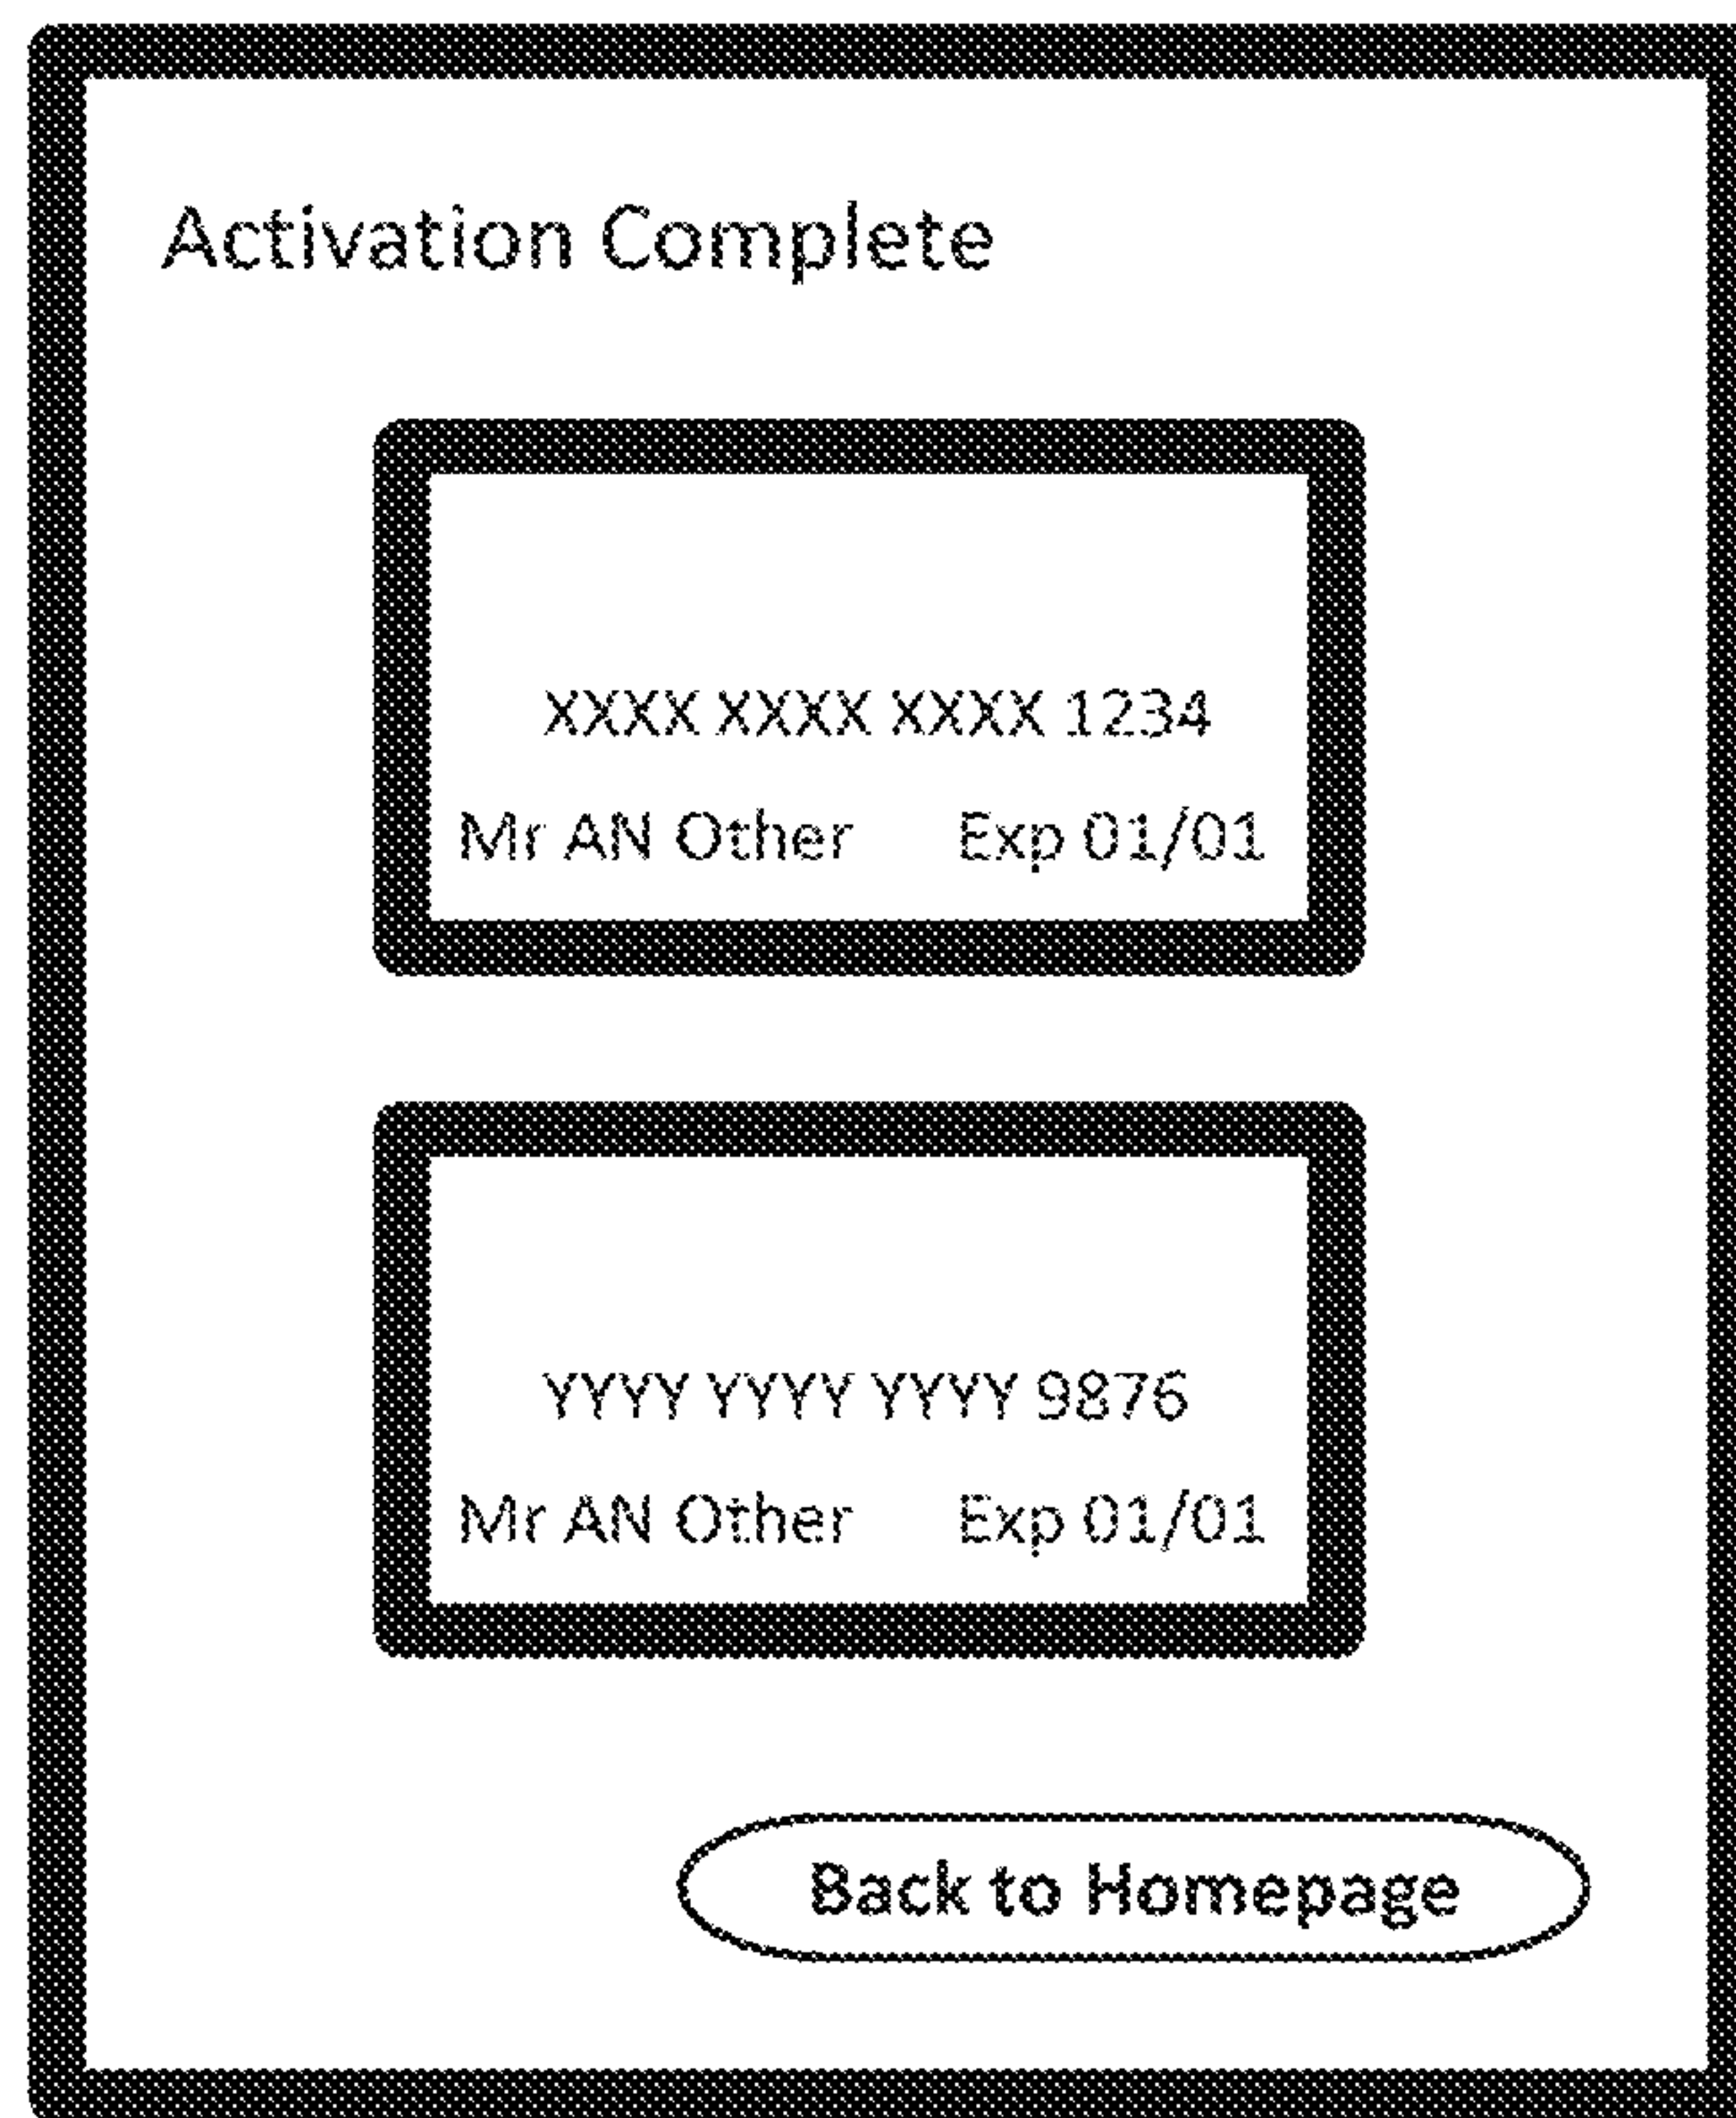 Activation Complete
XXXX XXXX XXXX 1234
Mr AN Other Exp 01/01
YYYY YYYY YYYY 9876
Mr AN Other Exp 01/01
Back to Homepage